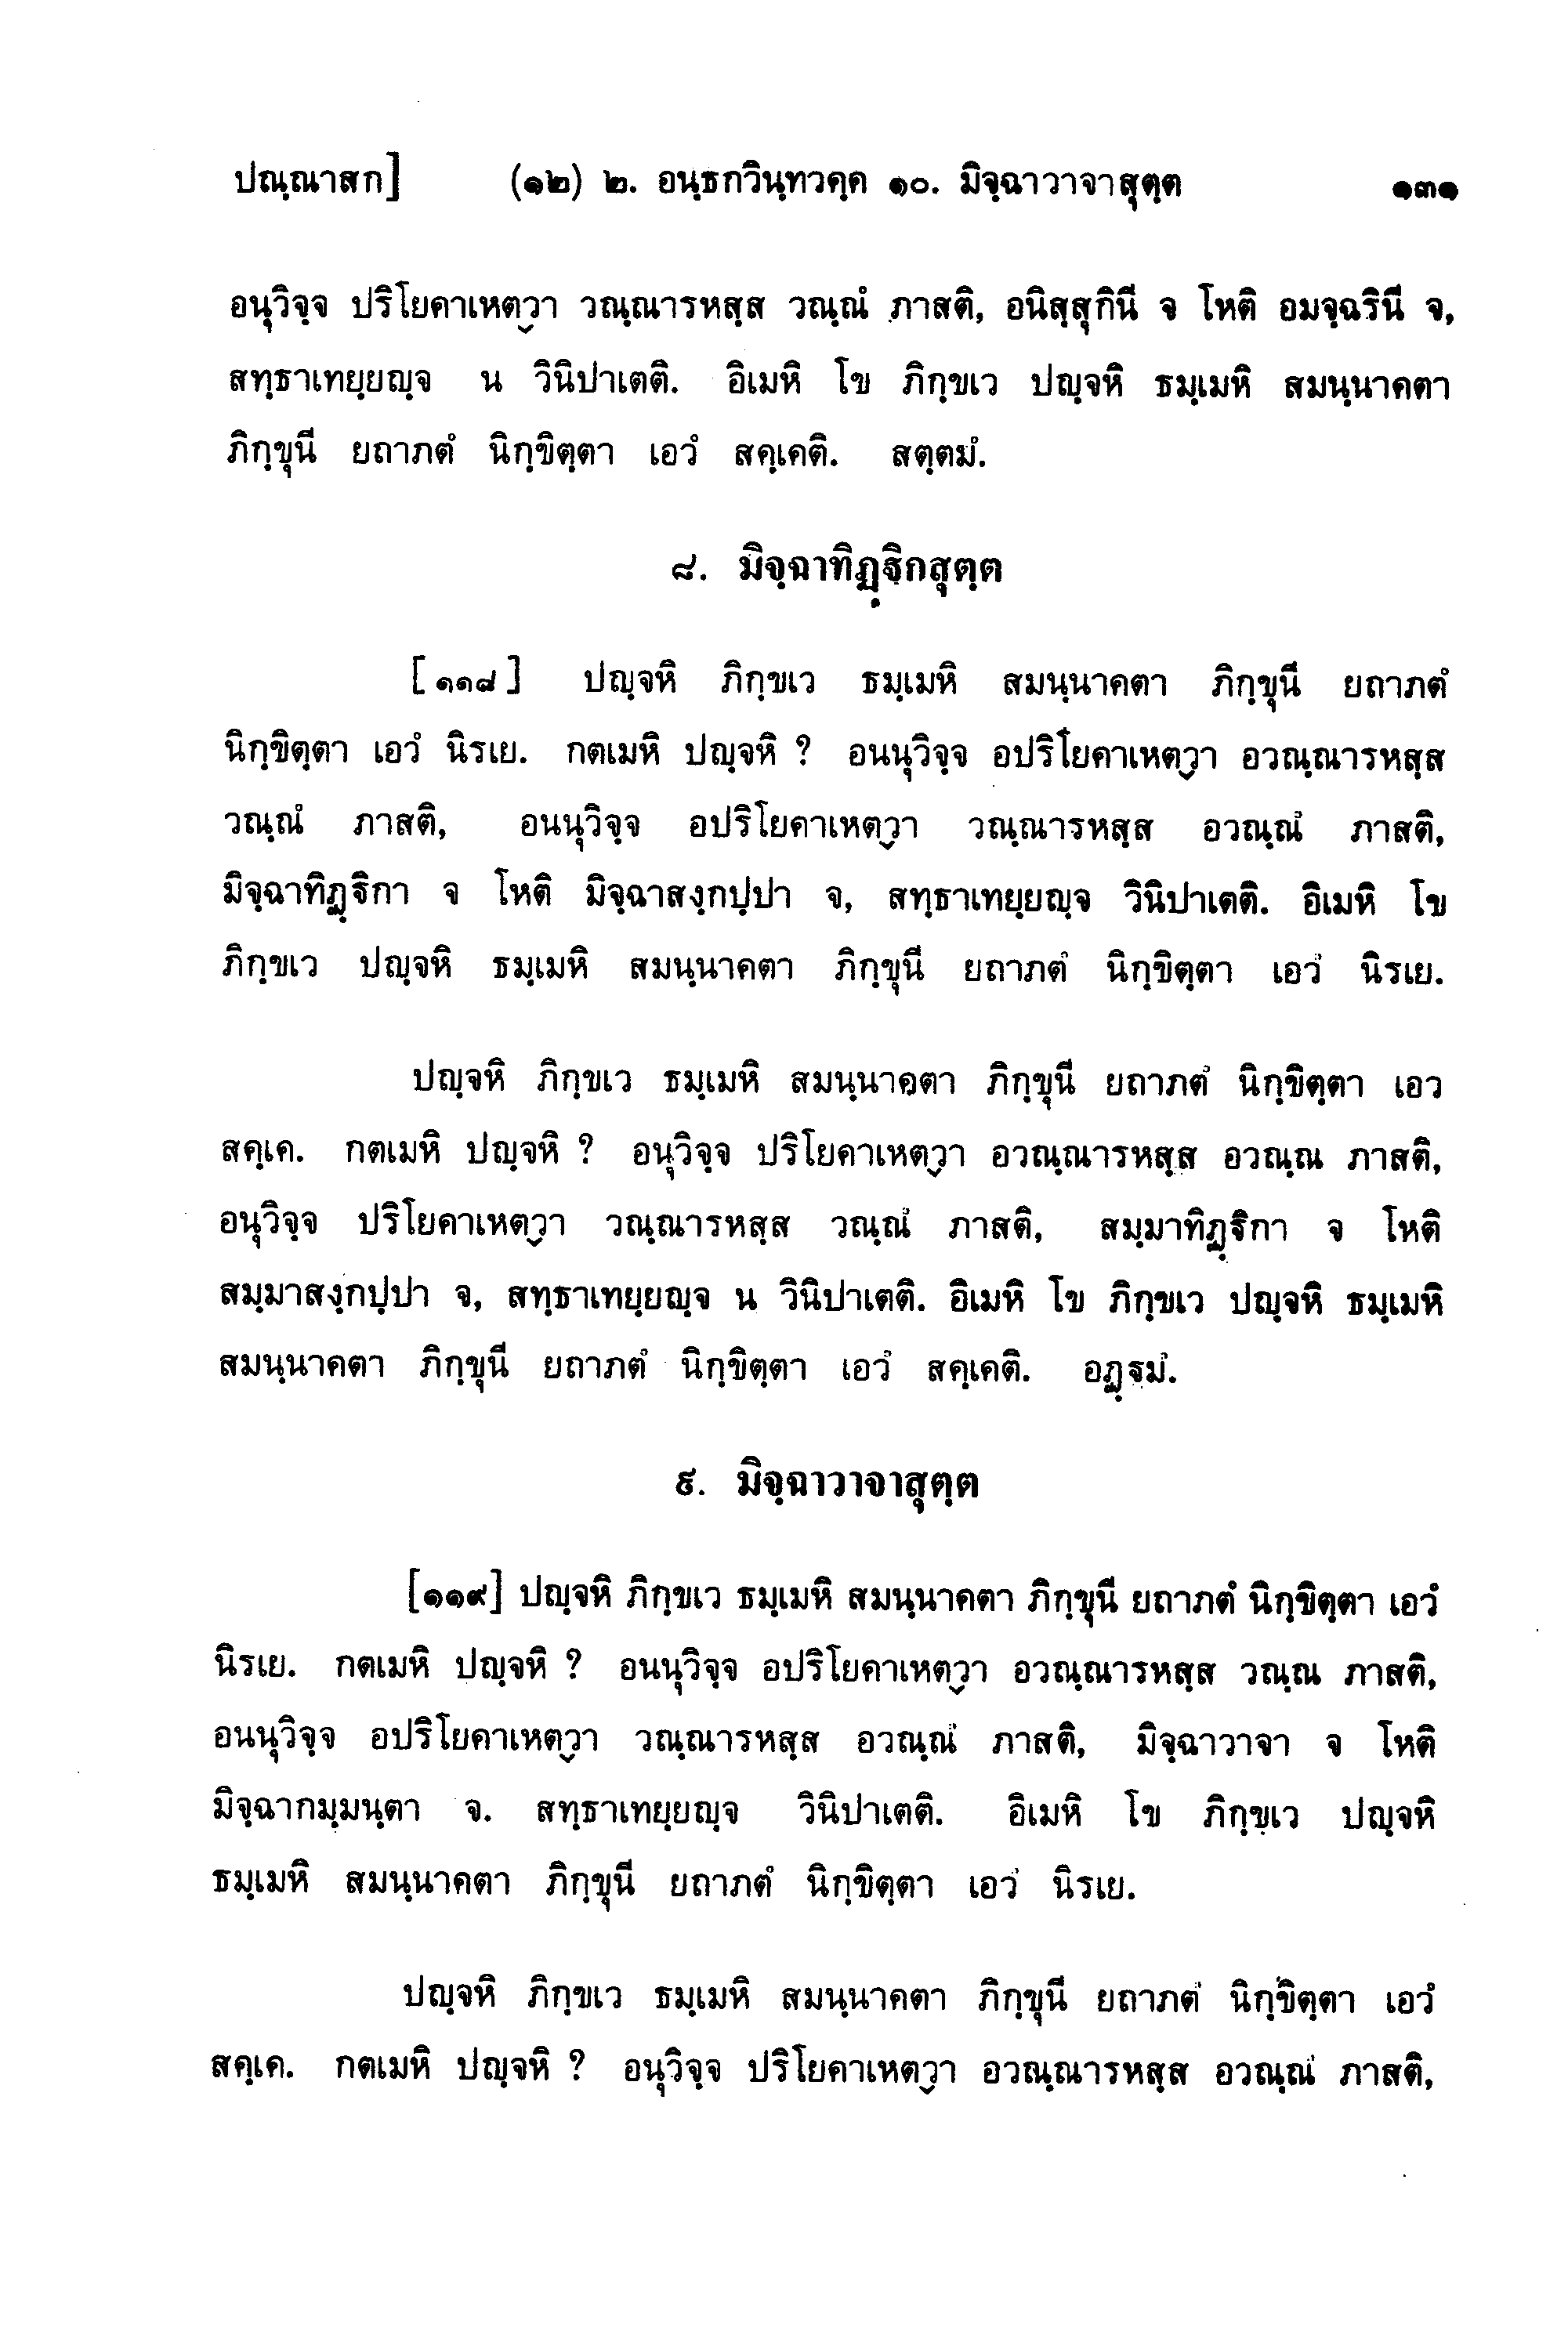 ปณฺณาสก]	(๑๒) ๒. อนฺธกวินฺทวคฺค ๑๐. มิจฺฉาวาจาสุตฺต	๑๓๑
อนุวิจฺจ ปริโยคาเหตฺวา วณฺณารหสฺส วณฺณํ ภาสติ, อนิสฺสุกินี จ โหติ อมจฺฉรินี จ,
สทฺธาเทยฺยญฺจ น วินิปาเตติ. อิเมหิ โข ภิกฺขเว ปญฺจหิ ธมฺเมหิ สมนฺนาคตา
ภิกฺขุนี ยถาภตํ นิกฺขิตฺตา เอวํ สคฺเคติ. สตฺตมํ.
๘. มิจฺฉาทิฏฺฐิกสุตฺต
[๑๑๘] ปญฺจหิ ภิกฺขเว ธมฺเมหิ สมนฺนาคตา ภิกฺขุนี ยถาภตํ
นิกฺขิตฺตา เอวํ นิรเย. กตเมหิ ปญฺจหิ ? อนนุวิจฺจ อปริโยคาเหตฺวา อวณฺณารหสฺส
วณฺณํ ภาสติ, อนนุวิจฺจ อปริโยคาเหตฺวา วณฺณารหสฺส อวณฺณํ ภาสติ,
มิจฺฉาทิฏฺฐิกา จ โหติ มิจฺฉาสงฺกปฺปา จ, สทฺธาเทยฺยญฺจ วินิปาเตติ. อิเมหิ โข
ภิกฺขเว ปญฺจหิ ธมฺเมหิ สมนฺนาคตา ภิกฺขุนี ยถาภตํ นิกฺขิตฺตา เอวํ นิรเย.
ปญฺจหิ ภิกฺขเว ธมฺเมหิ สมนฺนาคตา ภิกฺขุนี ยถาภตํ นิกฺขิตฺตา เอว
สคฺเค. กตเมหิ ปญฺจหิ ? อนุวิจฺจ ปริโยคาเหตฺวา อวณฺณารหสฺส อวณฺณ ภาสติ,
อนุวิจฺจ ปริโยคาเหตฺวา วณฺณารหสฺส วณฺณํ ภาสติ, สมฺมาทิฏฺฐิกา จ โหติ
สมฺมาสงฺกปฺปา จ, สทฺธาเทยฺยญฺจ น วินิปาเตติ. อิเมหิ โข ภิกฺขเว ปญฺจหิ ธมฺเมหิ
สมนฺนาคตา ภิกฺขุนี ยถาภตํ นิกฺขิตฺตา เอวํ สคฺเคติ. อฏฺฐมํ.
๙. มิจฺฉาวาจาสุตฺต
[๑๑๙] ปญฺจหิ ภิกฺขเว ธมฺเมหิ สมนฺนาคตา ภิกฺขุนี ยถาภตํ นิกฺขิตฺตา เอวํ
นิรเย. กตเมหิ ปญฺจหิ ? อนนุวิจฺจ อปริโยคาเหตฺวา อวณฺณารหสฺส วณฺณ ภาสติ,
อนนุวิจฺจ อปริโยคาเหตฺวา วณฺณารหสฺส อวณฺณํ ภาสติ, มิจฺฉาวาจา จ โหติ
มิจฺฉากมฺมนฺตา จ. สทฺธาเทยฺยญฺจ วินิปาเตติ. อิเมหิ โข ภิกฺขเว ปญฺจหิ
ธมฺเมหิ สมนฺนาคตา ภิกฺขุนี ยถาภตํ นิกฺขิตฺตา เอวํ นิรเย.
ปญฺจหิ ภิกฺขเว ธมฺเมหิ สมนฺนาคตา ภิกฺขุนี ยถาภตํ นิกฺขิตฺตา เอวํ
สคฺเค. กตเมหิ ปญฺจหิ ? อนุวิจฺจ ปริโยคาเหตฺวา อวณฺณารหสฺส อวณฺณํ ภาสติ,